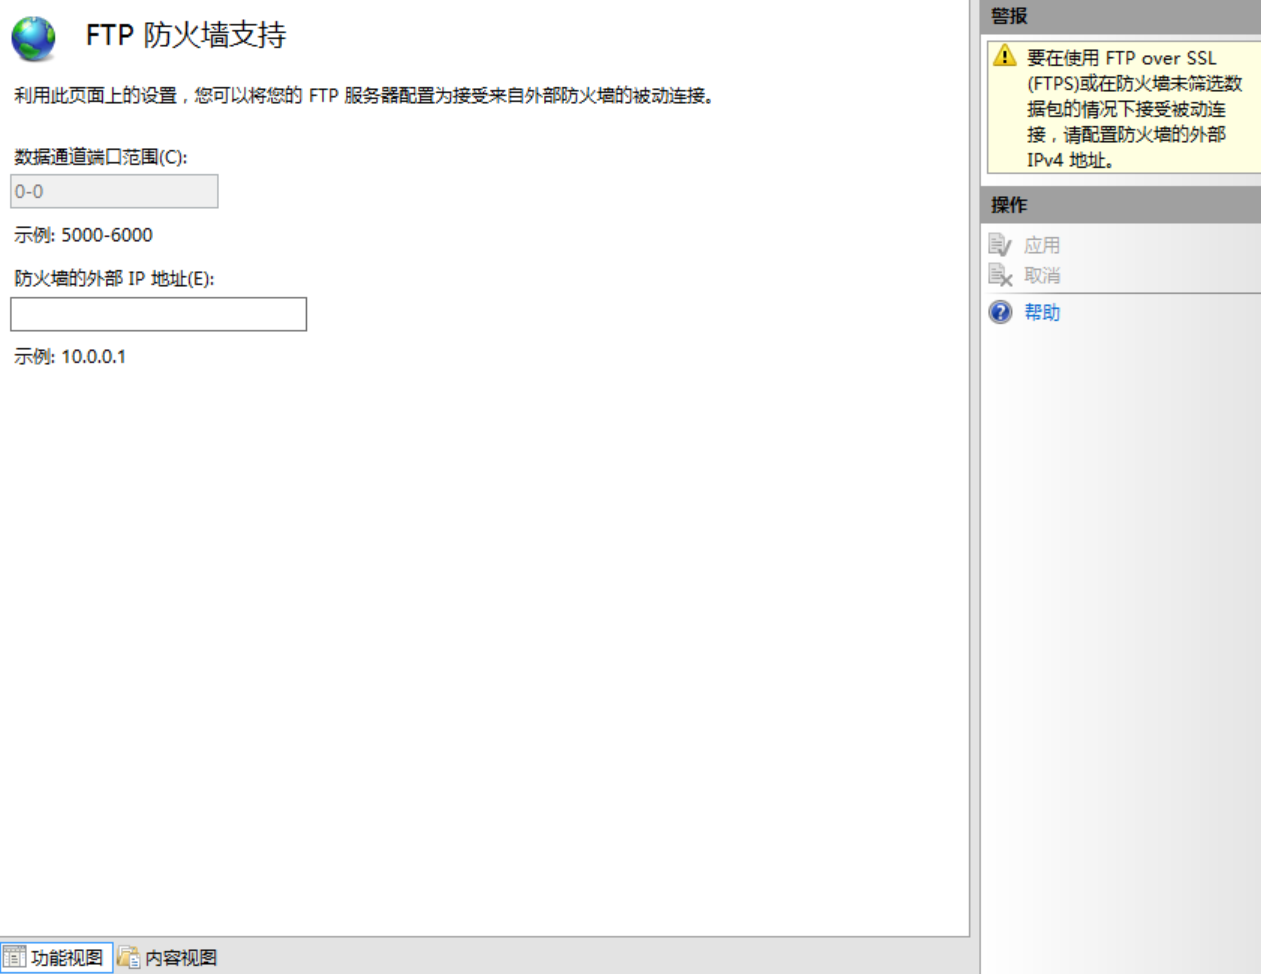 FTP 防火墙支持
利用此页面上的设置，您可以将您的 FTP 服务器配置为接受来自外部防火墙的被动连接。
数据通道端口范围(C):
0-0
示例: 5000-6000
防火墙的外部 IP 地址(E):
示例: 10.0.0.1
功能视图
内容视图
警报
要在使用 FTP over SSL
(FTPS)或在防火墙未筛选数
据包的情况下接受被动连
接，请配置防火墙的外部
IPv4 地址。
操作
应用
取消
帮助